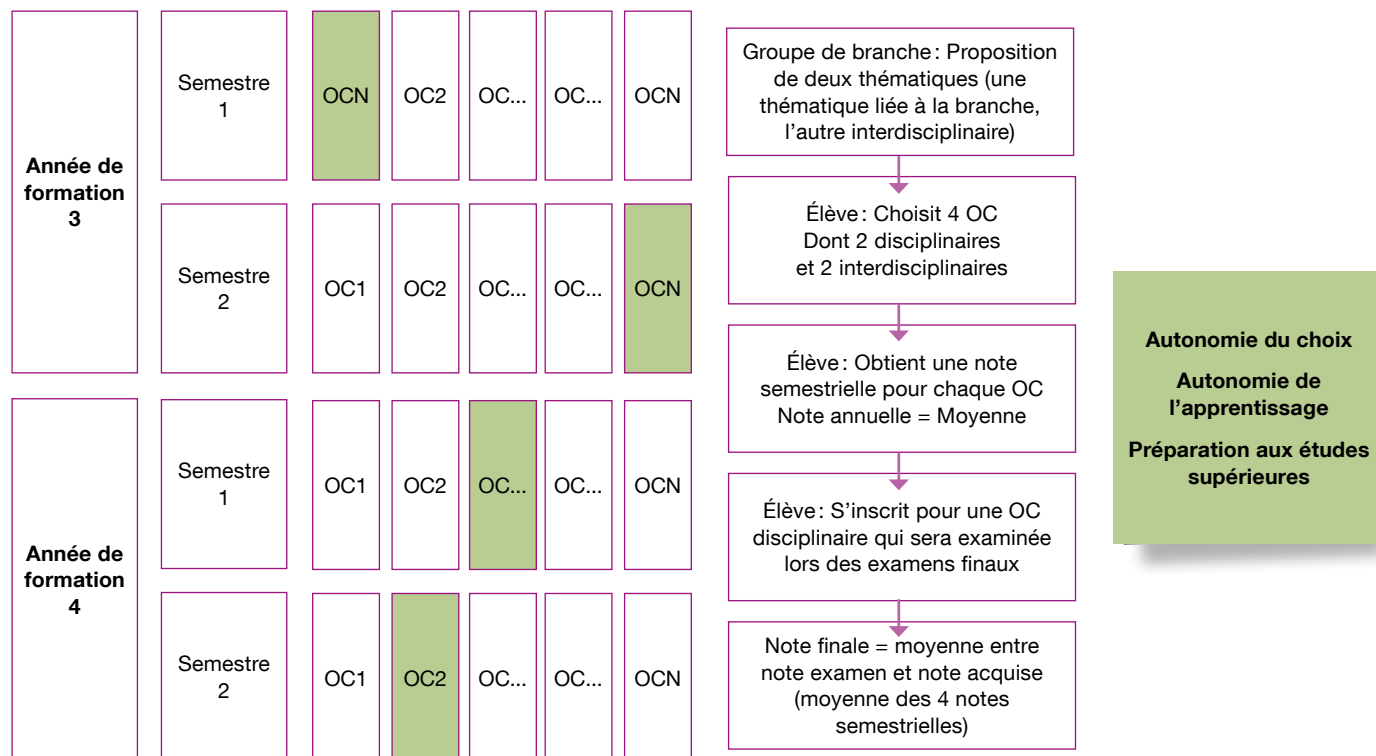 Année de
formation
3
Semestre
1
OCN
OC2
OC...
OC...
OCN
Semestre
2
OC1
OC2
OC...
OC...
OCN
Année de
formation
4
Semestre
1
OC1
OC2
OC...
OC...
OCN
Semestre
2
OC1
OC2
OC...
OC...
OCN
Groupe de branche : Proposition
de deux thématiques (une
thématique liée à la branche,
l’autre interdisciplinaire)
Élève : Choisit 4 OC
Dont 2 disciplinaires
et 2 interdisciplinaires
Élève : Obtient une note
semestrielle pour chaque OC
Note annuelle = Moyenne
Élève : S’inscrit pour une OC
disciplinaire qui sera examinée
lors des examens finaux
Note finale = moyenne entre
note examen et note acquise
(moyenne des 4 notes
semestrielles)
Autonomie du choix
Autonomie de
l’apprentissage
Préparation aux études
supérieures